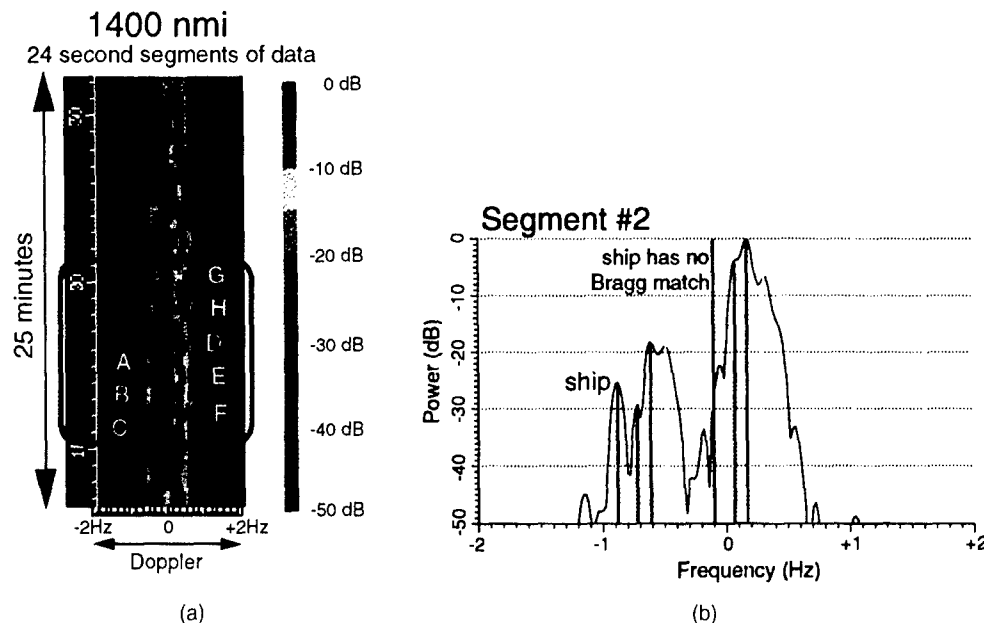 1400 nmi
24 second segments of data
25 minutes
30
A
B
C
G
H
D
E
F
-2Hz
0
+2Hz
Doppler
0 dB
-10 dB
-20 dB
-30 dB
-40 dB
-50 dB
(a)
Segment #2
ship has no
Bragg match
ship
Power (dB)
0
-10
-20
-30
-40
-50
-2
-1
0
+1
+2
Frequency (Hz)
(b)